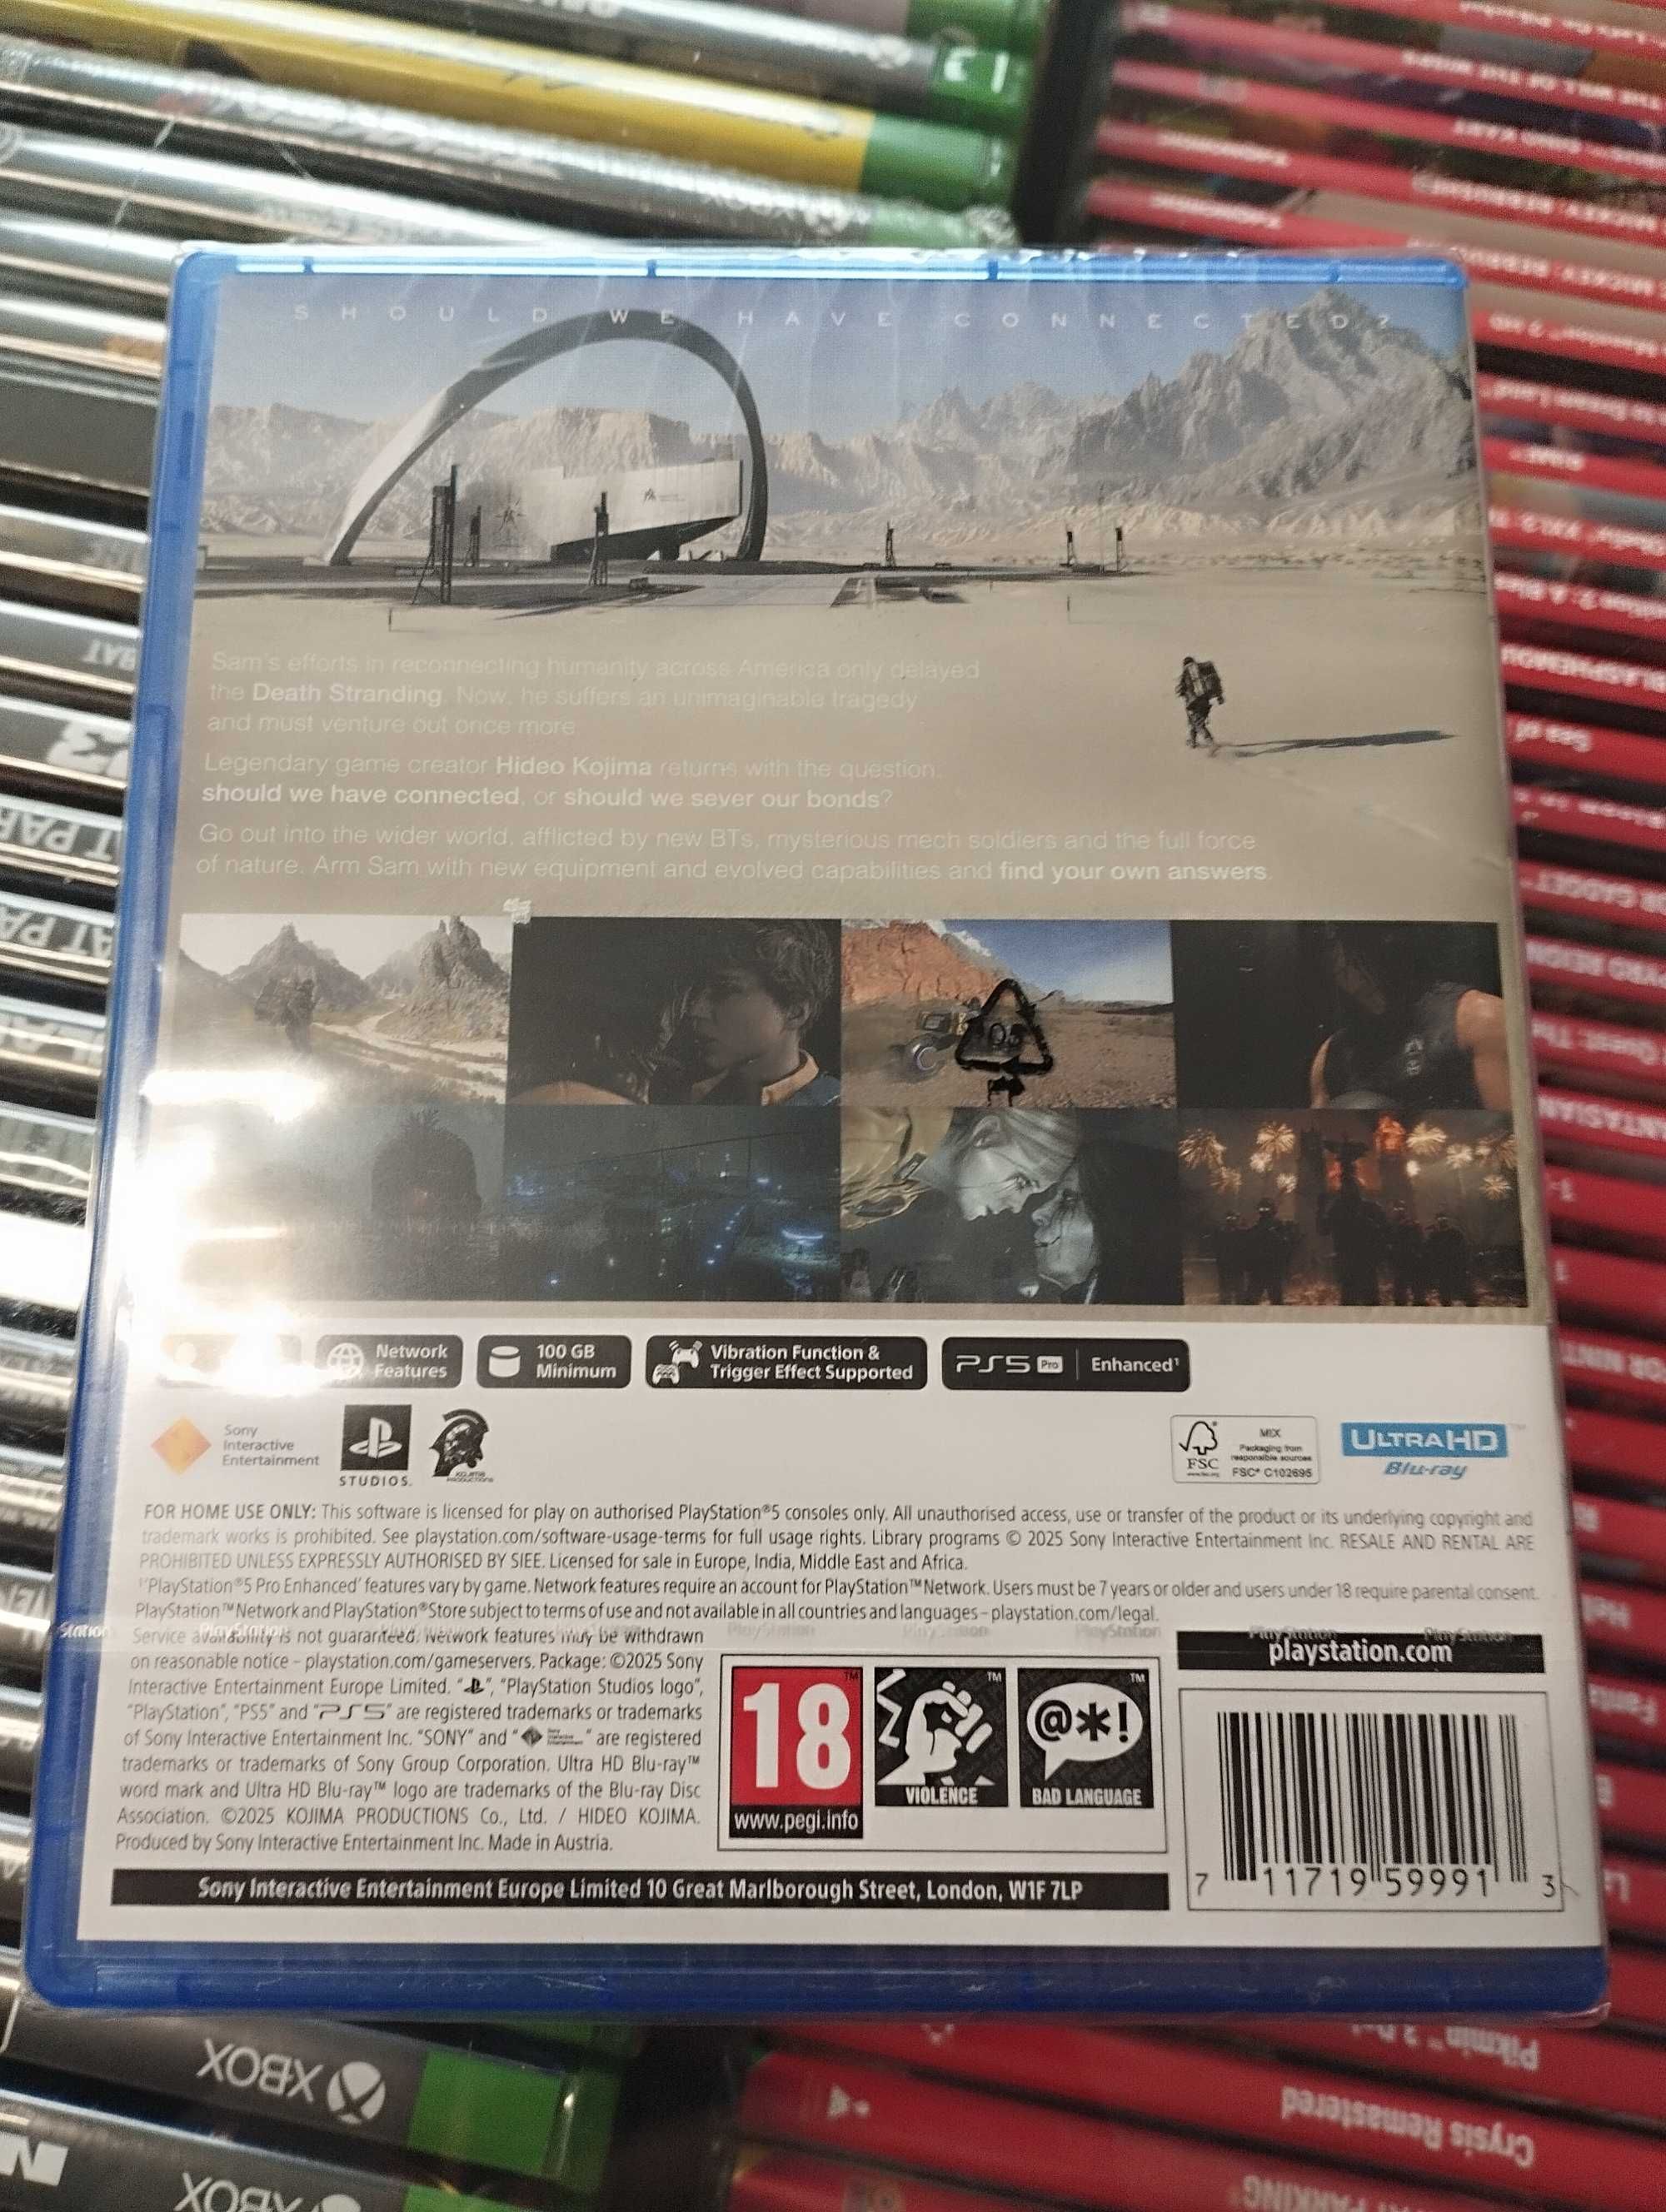 SHOULD WE HAVE CONNECTED?
Sam's efforts in reconnecting humanity across America only delayed
the Death Stranding. Now, he suffers an unimaginable tragedy
and must venture out once more
Legendary game creator Hideo Kojima returns with the question:
should we have connected, or should we sever our bonds?
Go out into the wider world, afflicted by new BTs, mysterious mech soldiers and the full force
of nature. Arm Sam with new equipment and evolved capabilities and find your own answers.
05
Network
Features
100 GB
Minimum
Vibration Function &
Trigger Effect Supported
PS5 Pro Enhanced¹
Sony
Interactive
Entertainment
STUDIOS.
KOJIMA
PRODUCTIONS
FSC
MIX
Packaging from
responsible sources
FSC® C102695
ULTRA HD
Blu-ray
FOR HOME USE ONLY: This software is licensed for play on authorised PlayStation®5 consoles only. All unauthorised access, use or transfer of the product or its underlying copyright and
trademark works is prohibited. See playstation.com/software-usage-terms for full usage rights. Library programs © 2025 Sony Interactive Entertainment Inc. RESALE AND RENTAL ARE
PROHIBITED UNLESS EXPRESSLY AUTHORISED BY SIEE. Licensed for sale in Europe, India, Middle East and Africa.
¹'PlayStation®5 Pro Enhanced' features vary by game. Network features require an account for PlayStation™Network. Users must be 7 years or older and users under 18 require parental consent.
PlayStation™Network and PlayStation®Store subject to terms of use and not available in all countries and languages – playstation.com/legal.
Service availability is not guaranteed. Network features may be withdrawn
on reasonable notice – playstation.com/gameservers. Package: ©2025 Sony
Interactive Entertainment Europe Limited. "", "PlayStation Studios logo",
"PlayStation", "PS5" and "PS5" are registered trademarks or trademarks
of Sony Interactive Entertainment Inc. "SONY" and "" are registered
trademarks or trademarks of Sony Group Corporation. Ultra HD Blu-ray™
word mark and Ultra HD Blu-ray™ logo are trademarks of the Blu-ray Disc
Association. ©2025 KOJIMA PRODUCTIONS Co., Ltd. / HIDEO KOJIMA.
Produced by Sony Interactive Entertainment Inc. Made in Austria.
18
www.pegi.info
VIOLENCE
@*!
BAD LANGUAGE
playstation.com
7 11719 59991 3
Sony Interactive Entertainment Europe Limited 10 Great Marlborough Street, London, W1F 7LP
XBOX
XBOX
Crysis Remastered